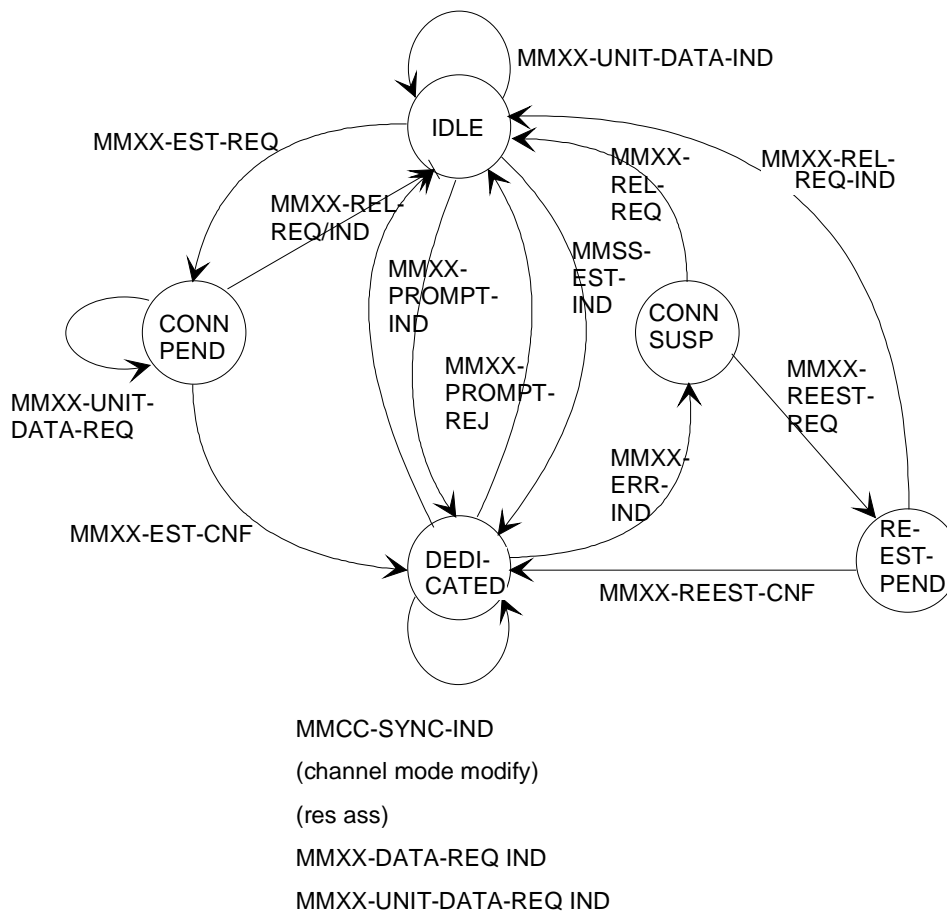 MMXX-UNIT-DATA-IND
IDLE
MMXX-EST-REQ
MMXX-
REL-
REQ
MMXX-REL-
REQ-IND
MMXX-REL-
REQ/IND
MMXX-
PROMPT-
IND
MMSS-
EST-
IND
CONN
PEND
CONN
SUSP
MMXX-
PROMPT-
REJ
MMXX-
REEST-
REQ
MMXX-UNIT-
DATA-REQ
MMXX-
ERR-
IND
MMXX-EST-CNF
DEDI-
CATED
RE-
EST-
PEND
MMXX-REEST-CNF
MMCC-SYNC-IND
(channel mode modify)
(res ass)
MMXX-DATA-REQ IND
MMXX-UNIT-DATA-REQ IND